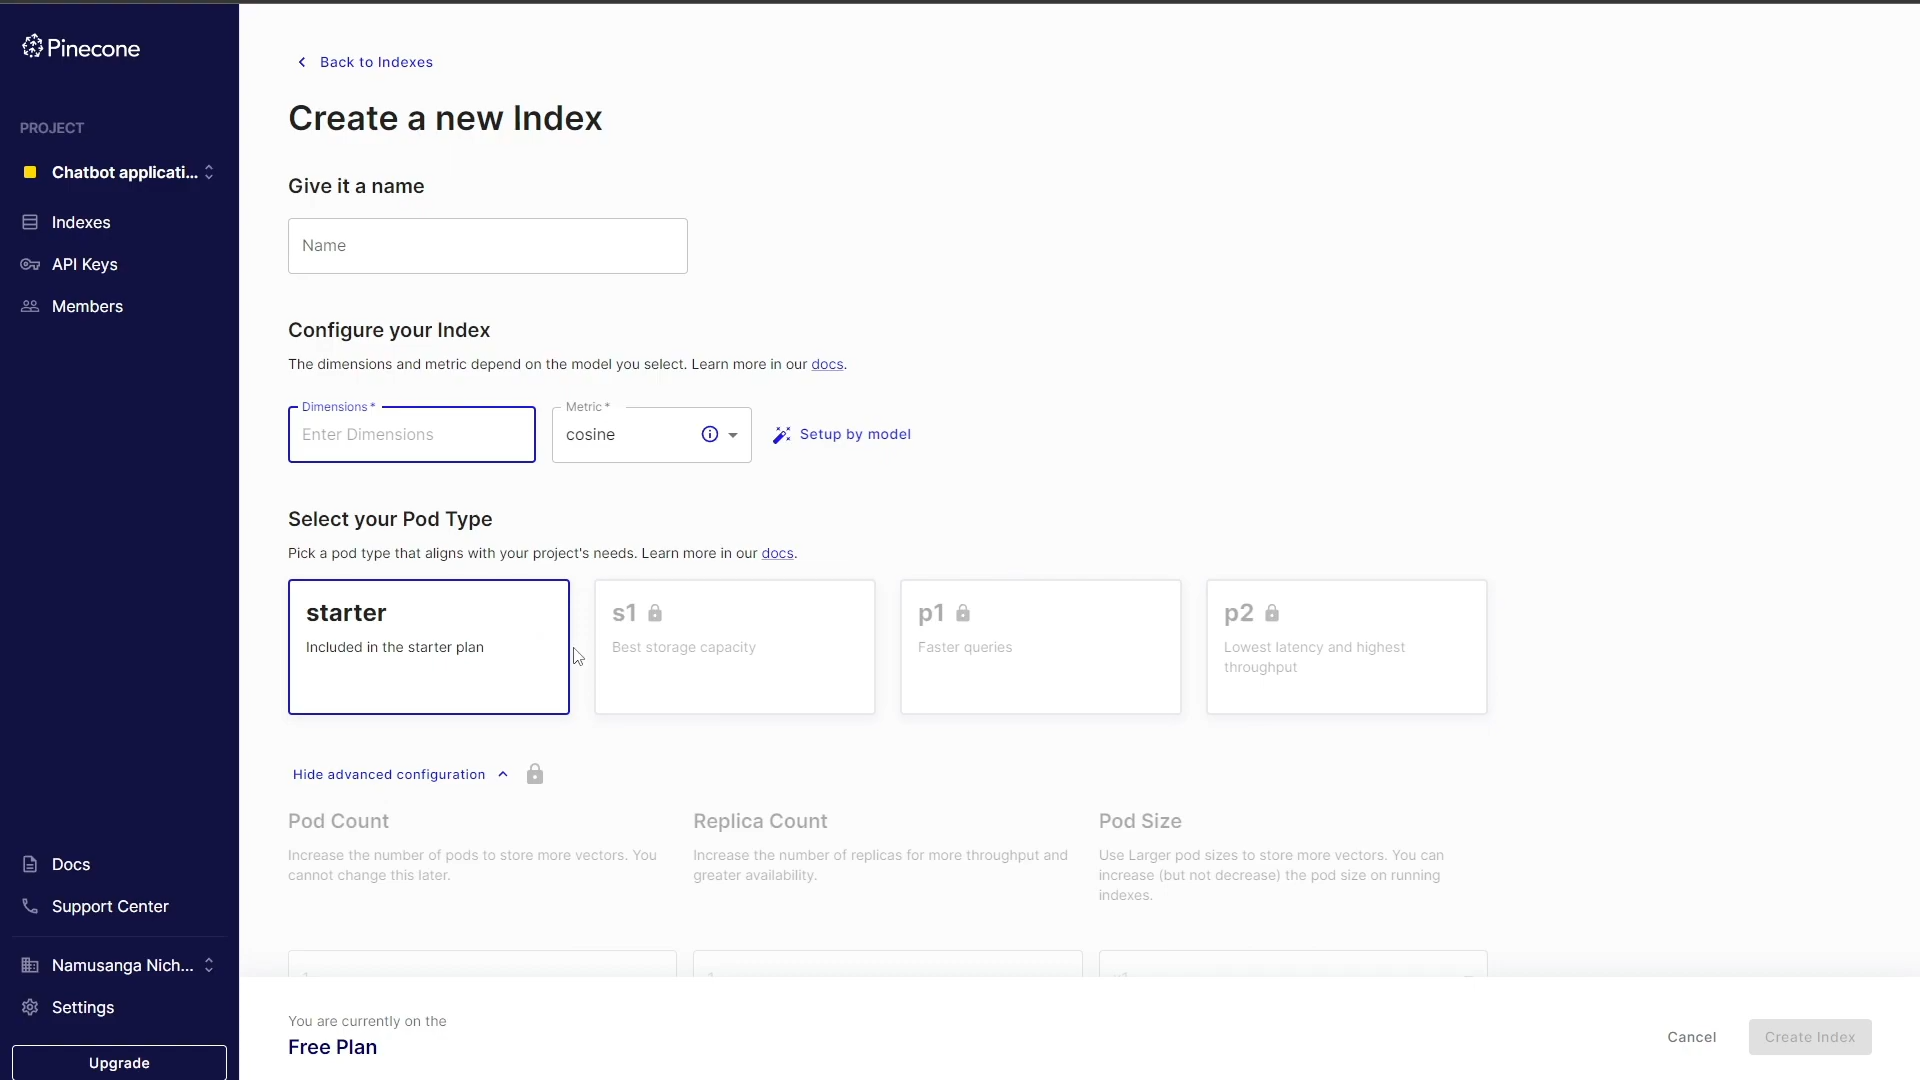 Pinecone
PROJECT
Chatbot applicati...
Indexes
API Keys
Members
Docs
Support Center
Namusanga Nich...
Settings
Upgrade
Back to Indexes
Create a new Index
Give it a name
Name
Configure your Index
The dimensions and metric depend on the model you select. Learn more in our docs.
Dimensions *
Enter Dimensions
Metric *
cosine
Setup by model
Select your Pod Type
Pick a pod type that aligns with your project's needs. Learn more in our docs.
starter
Included in the starter plan
s1
Best storage capacity
p1
Faster queries
p2
Lowest latency and highest
throughput
Hide advanced configuration
Pod Count
Increase the number of pods to store more vectors. You
cannot change this later.
Replica Count
Increase the number of replicas for more throughput and
greater availability.
Pod Size
Use Larger pod sizes to store more vectors. You can
increase (but not decrease) the pod size on running
indexes.
You are currently on the
Free Plan
Cancel
Create Index